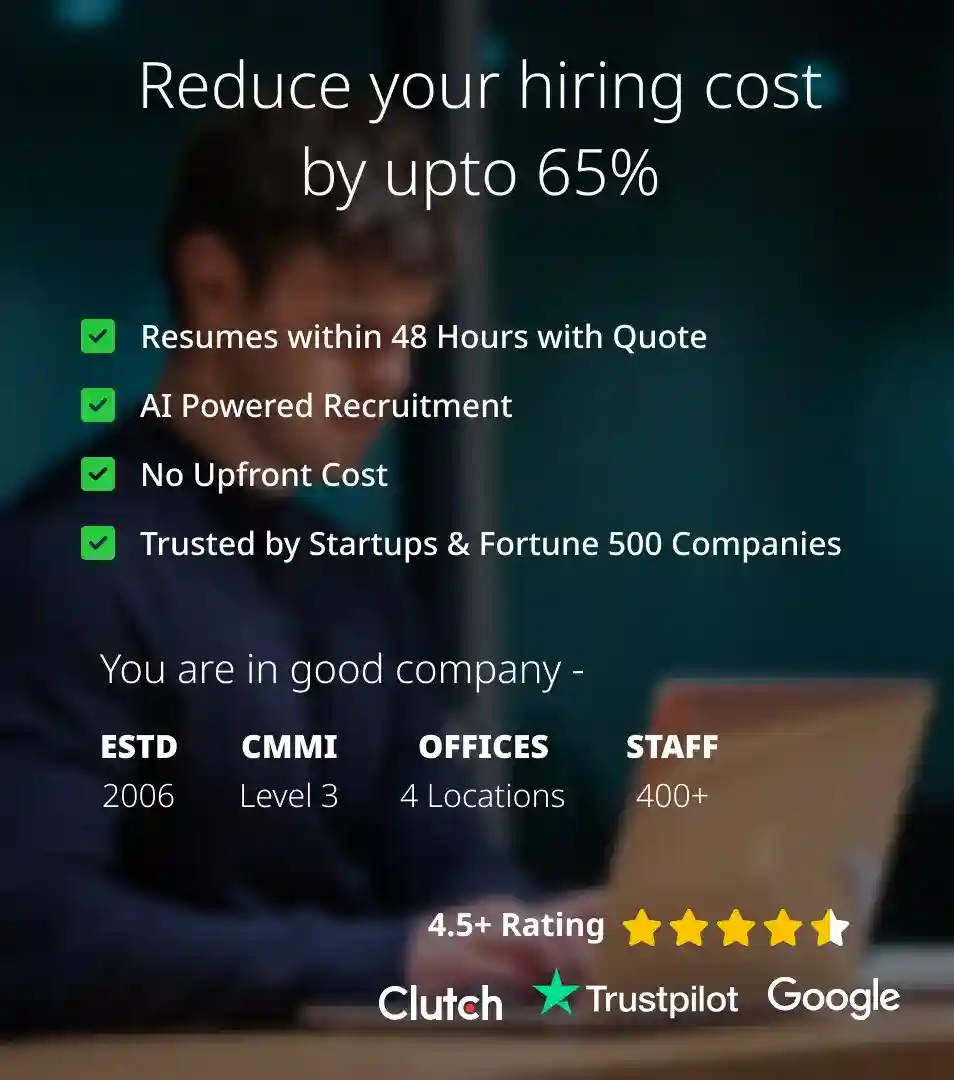 Reduce your hiring cost
by upto 65%
Resumes within 48 Hours with Quote
AI Powered Recruitment
No Upfront Cost
Trusted by Startups & Fortune 500 Companies
You are in good company -
ESTD CMMI OFFICES STAFF
2006 Level 3 4 Locations 400+
4.5+ Rating
Clutch Trustpilot Google